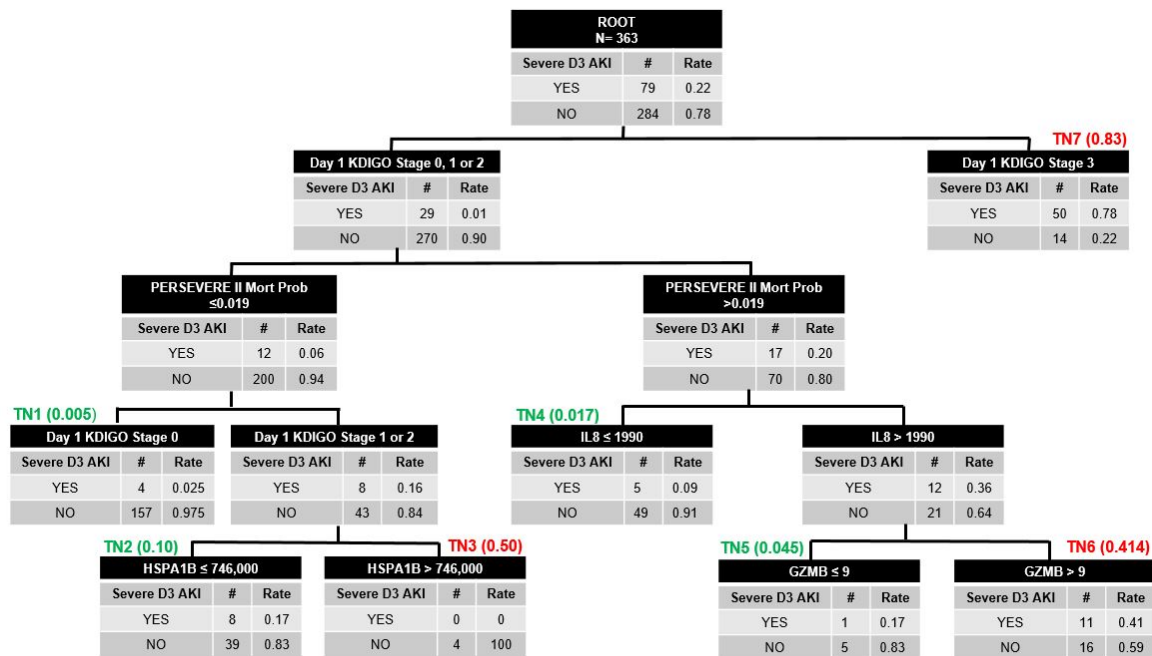 ROOT
N= 363
Severe D3 AKI # Rate
YES 79 0.22
NO 284 0.78
TN7 (0.83)
Day 1 KDIGO Stage 0, 1 or 2
Severe D3 AKI # Rate
YES 29 0.01
NO 270 0.90
Day 1 KDIGO Stage 3
Severe D3 AKI # Rate
YES 50 0.78
NO 14 0.22
PERSEVERE II Mort Prob
≤0.019
Severe D3 AKI # Rate
YES 12 0.06
NO 200 0.94
PERSEVERE II Mort Prob
>0.019
Severe D3 AKI # Rate
YES 17 0.20
NO 70 0.80
TN1 (0.005)
Day 1 KDIGO Stage 0
Severe D3 AKI # Rate
YES 4 0.025
NO 157 0.975
Day 1 KDIGO Stage 1 or 2
Severe D3 AKI # Rate
YES 8 0.16
NO 43 0.84
TN4 (0.017)
IL8 ≤ 1990
Severe D3 AKI # Rate
YES 5 0.09
NO 49 0.91
IL8 > 1990
Severe D3 AKI # Rate
YES 12 0.36
NO 21 0.64
TN2 (0.10)
HSPA1B ≤ 746,000
Severe D3 AKI # Rate
YES 8 0.17
NO 39 0.83
TN3 (0.50)
HSPA1B > 746,000
Severe D3 AKI # Rate
YES 0 0
NO 4 100
TN5 (0.045)
GZMB ≤ 9
Severe D3 AKI # Rate
YES 1 0.17
NO 5 0.83
TN6 (0.414)
GZMB > 9
Severe D3 AKI # Rate
YES 11 0.41
NO 16 0.59